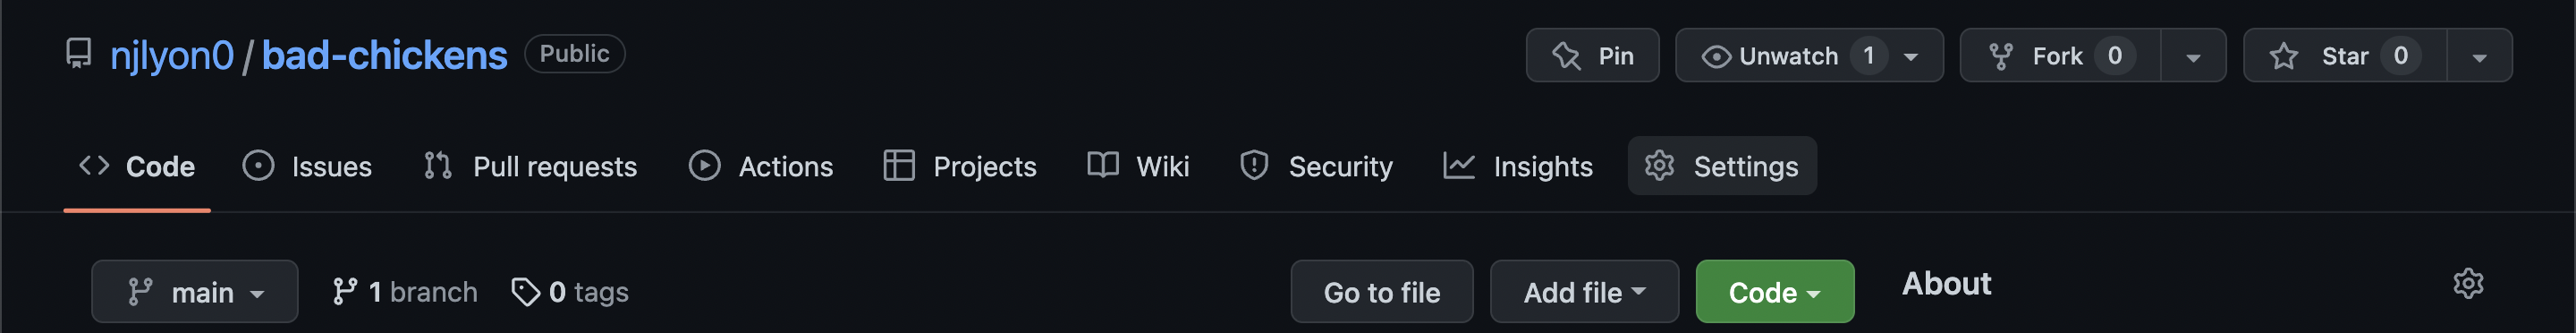 njlyon0/bad-chickens Public Pin Unwatch 1 Fork 0 Star 0
Code Issues Pull requests Actions Projects Wiki Security Insights Settings
main 1 branch 0 tags Go to file Add file Code About